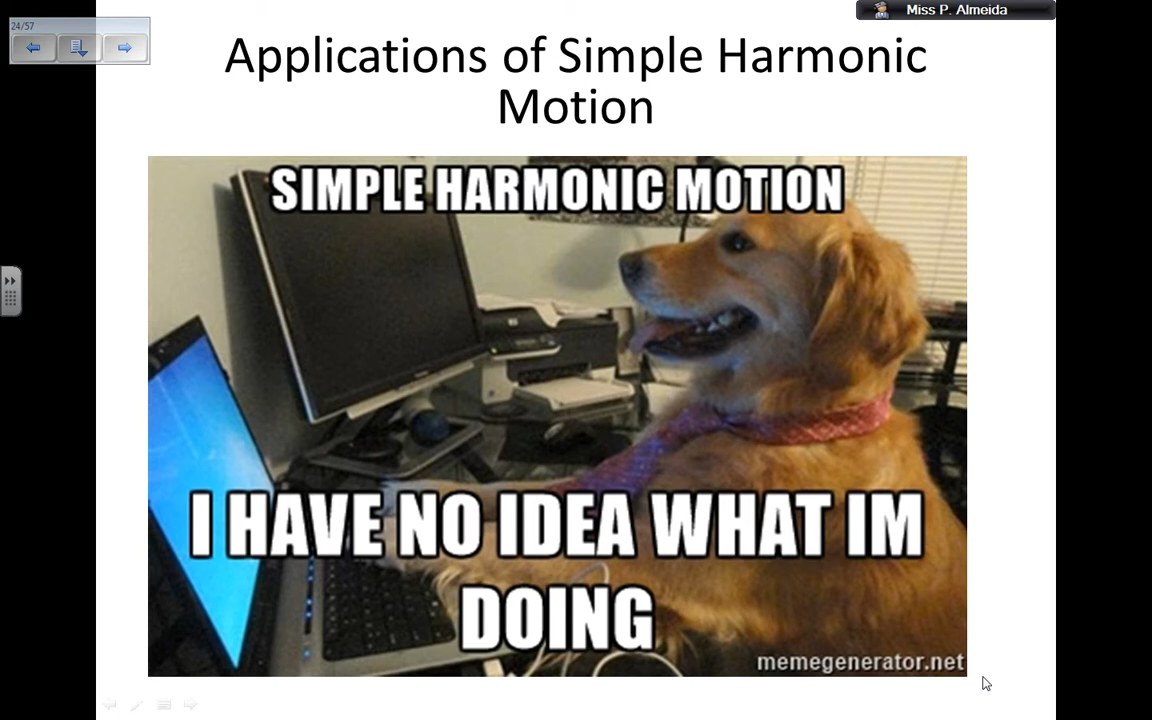 24/57
Miss P. Almeida
Applications of Simple Harmonic
Motion
SIMPLE HARMONIC MOTION
I HAVE NO IDEA WHAT IM
DOING
memegenerator.net